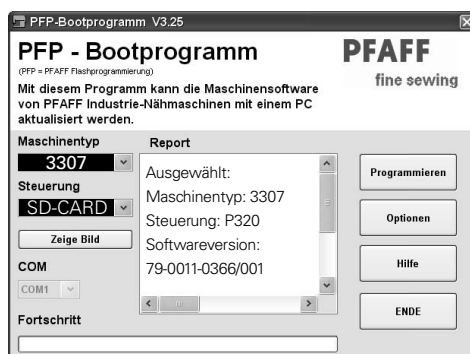 PFP-Bootprogramm V3.25
PFP - Bootprogramm
(PFP = PFAFF Flashprogrammierung)
PFAFF
fine sewing
Mit diesem Programm kann die Maschinensoftware
von PFAFF Industrie-Nähmaschinen mit einem PC
aktualisiert werden.
Maschinentyp
3307
Steuerung
SD-CARD
Zeige Bild
COM
COM1
Fortschritt
Report
Ausgewählt:
Maschinentyp: 3307
Steuerung: P320
Softwareversion:
79-0011-0366/001
Programmieren
Optionen
Hilfe
ENDE